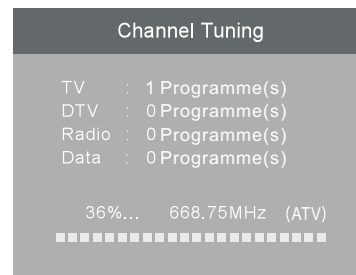 Channel Tuning
TV : 1 Programme(s)
DTV : 0 Programme(s)
Radio : 0 Programme(s)
Data : 0 Programme(s)
36%... 668.75MHz (ATV)